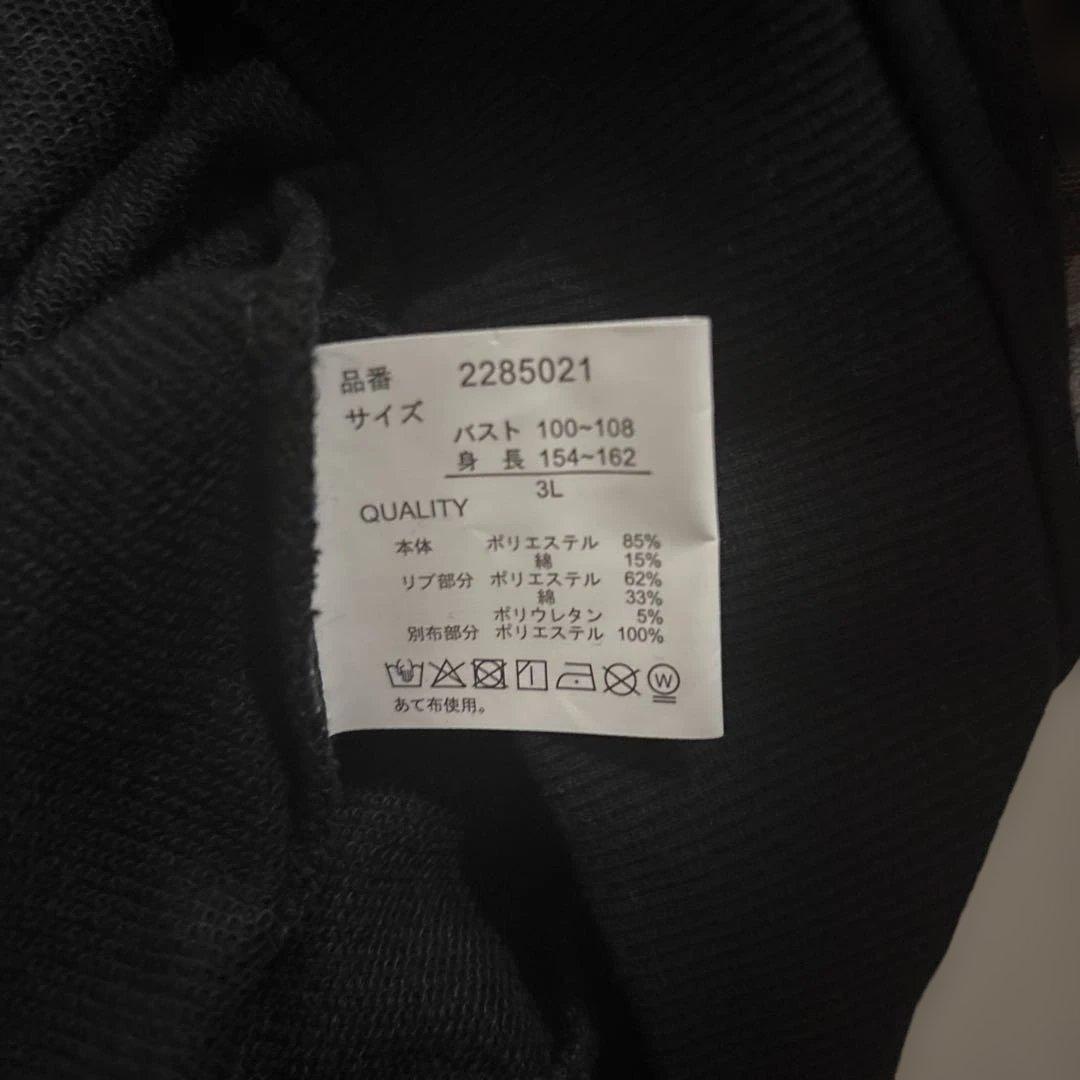 品番 2285021
サイズ
バスト 100~108
身 長 154~162
3L
QUALITY
本体 ポリエステル 85%
綿 15%
リブ部分 ポリエステル 62%
綿 33%
ポリウレタン 5%
別布部分 ポリエステル 100%
W
あて布使用。